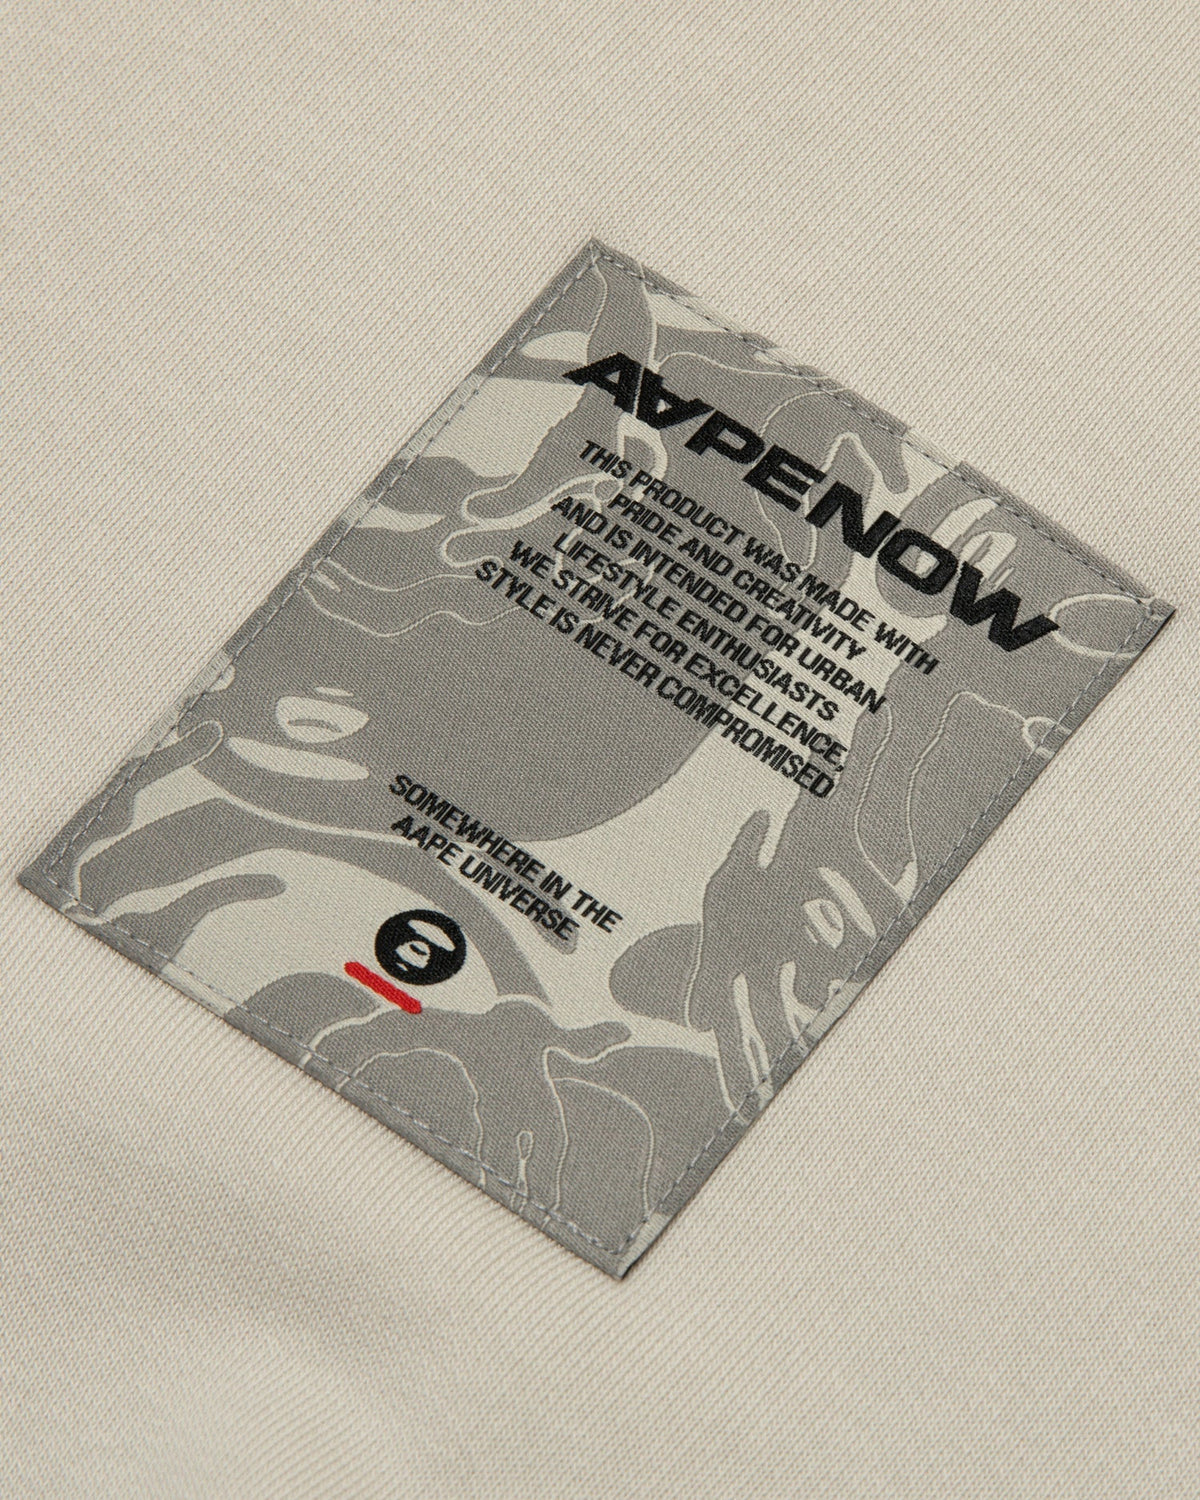 AAPENOW
THIS PRODUCT WAS MADE WITH
PRIDE AND CREATIVITY
AND IS INTENDED FOR URBAN
LIFESTYLE ENTHUSIASTS
WE STRIVE FOR EXCELLENCE,
STYLE IS NEVER COMPROMISED
SOMEWHERE IN THE
AAPE UNIVERSE